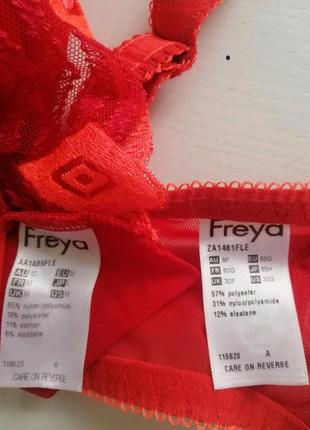 Freya
AA1485FLE
AU 12 EU M
FR M JP L
UK M US M
65% nylon/polyamide
18% polyester
11% cotton
6% elastane
118625 A
CARE ON REVERSE
Freya
ZA1481FLE
AU 8F EU 65G
FR 80G JP 65H
UK 30F US 30G
57% polyester
31% nylon/polyamide
12% elastane
115820 A
CARE ON REVERSE